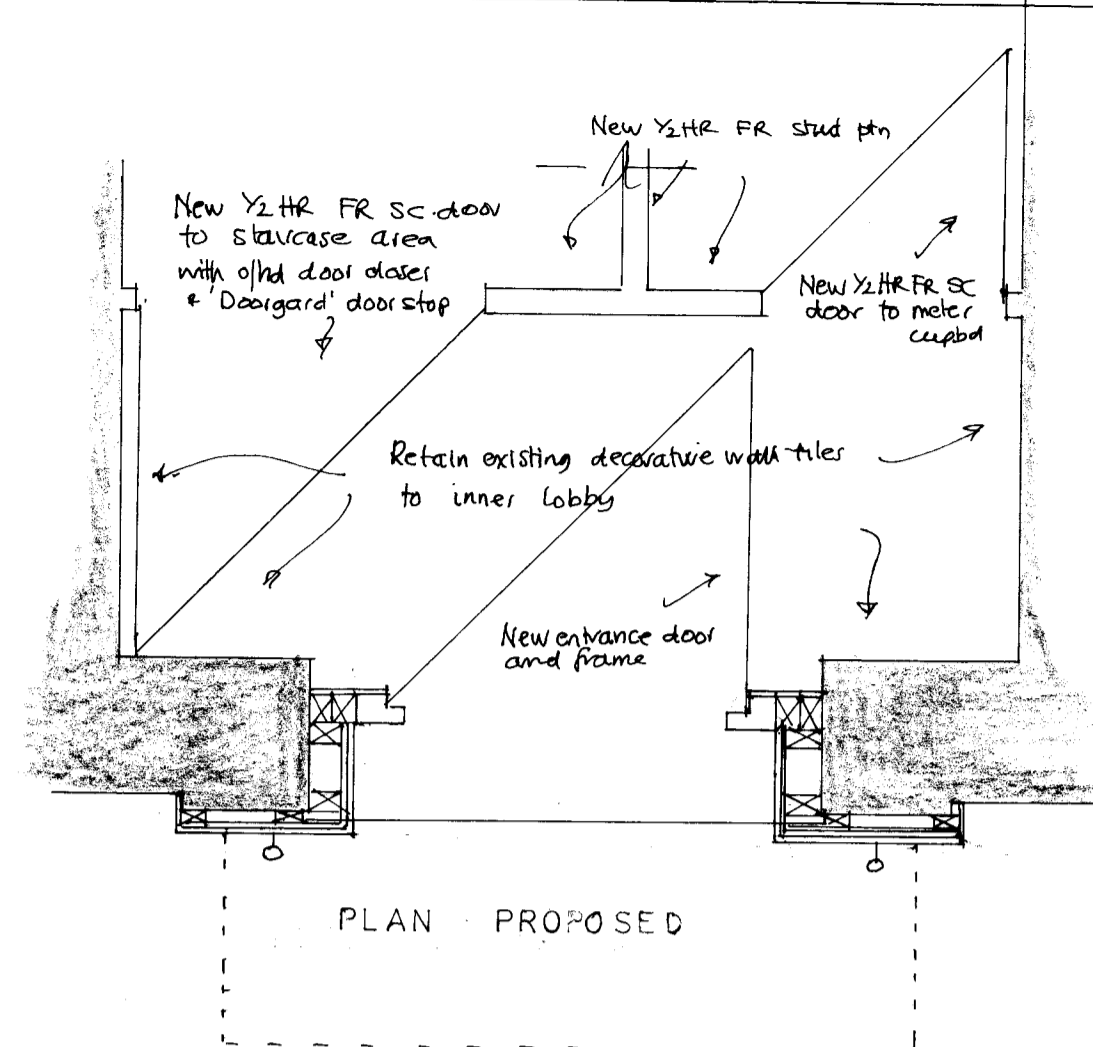 New ½HR FR stud ptn
New ½HR FR SC door
to staircase area
with o/hd door closer
& 'Doorgard' door stop
New ½HR FR SC
door to meter
cupbd
Retain existing decorative wall tiles
to inner lobby
New entrance door
and frame
PLAN PROPOSED